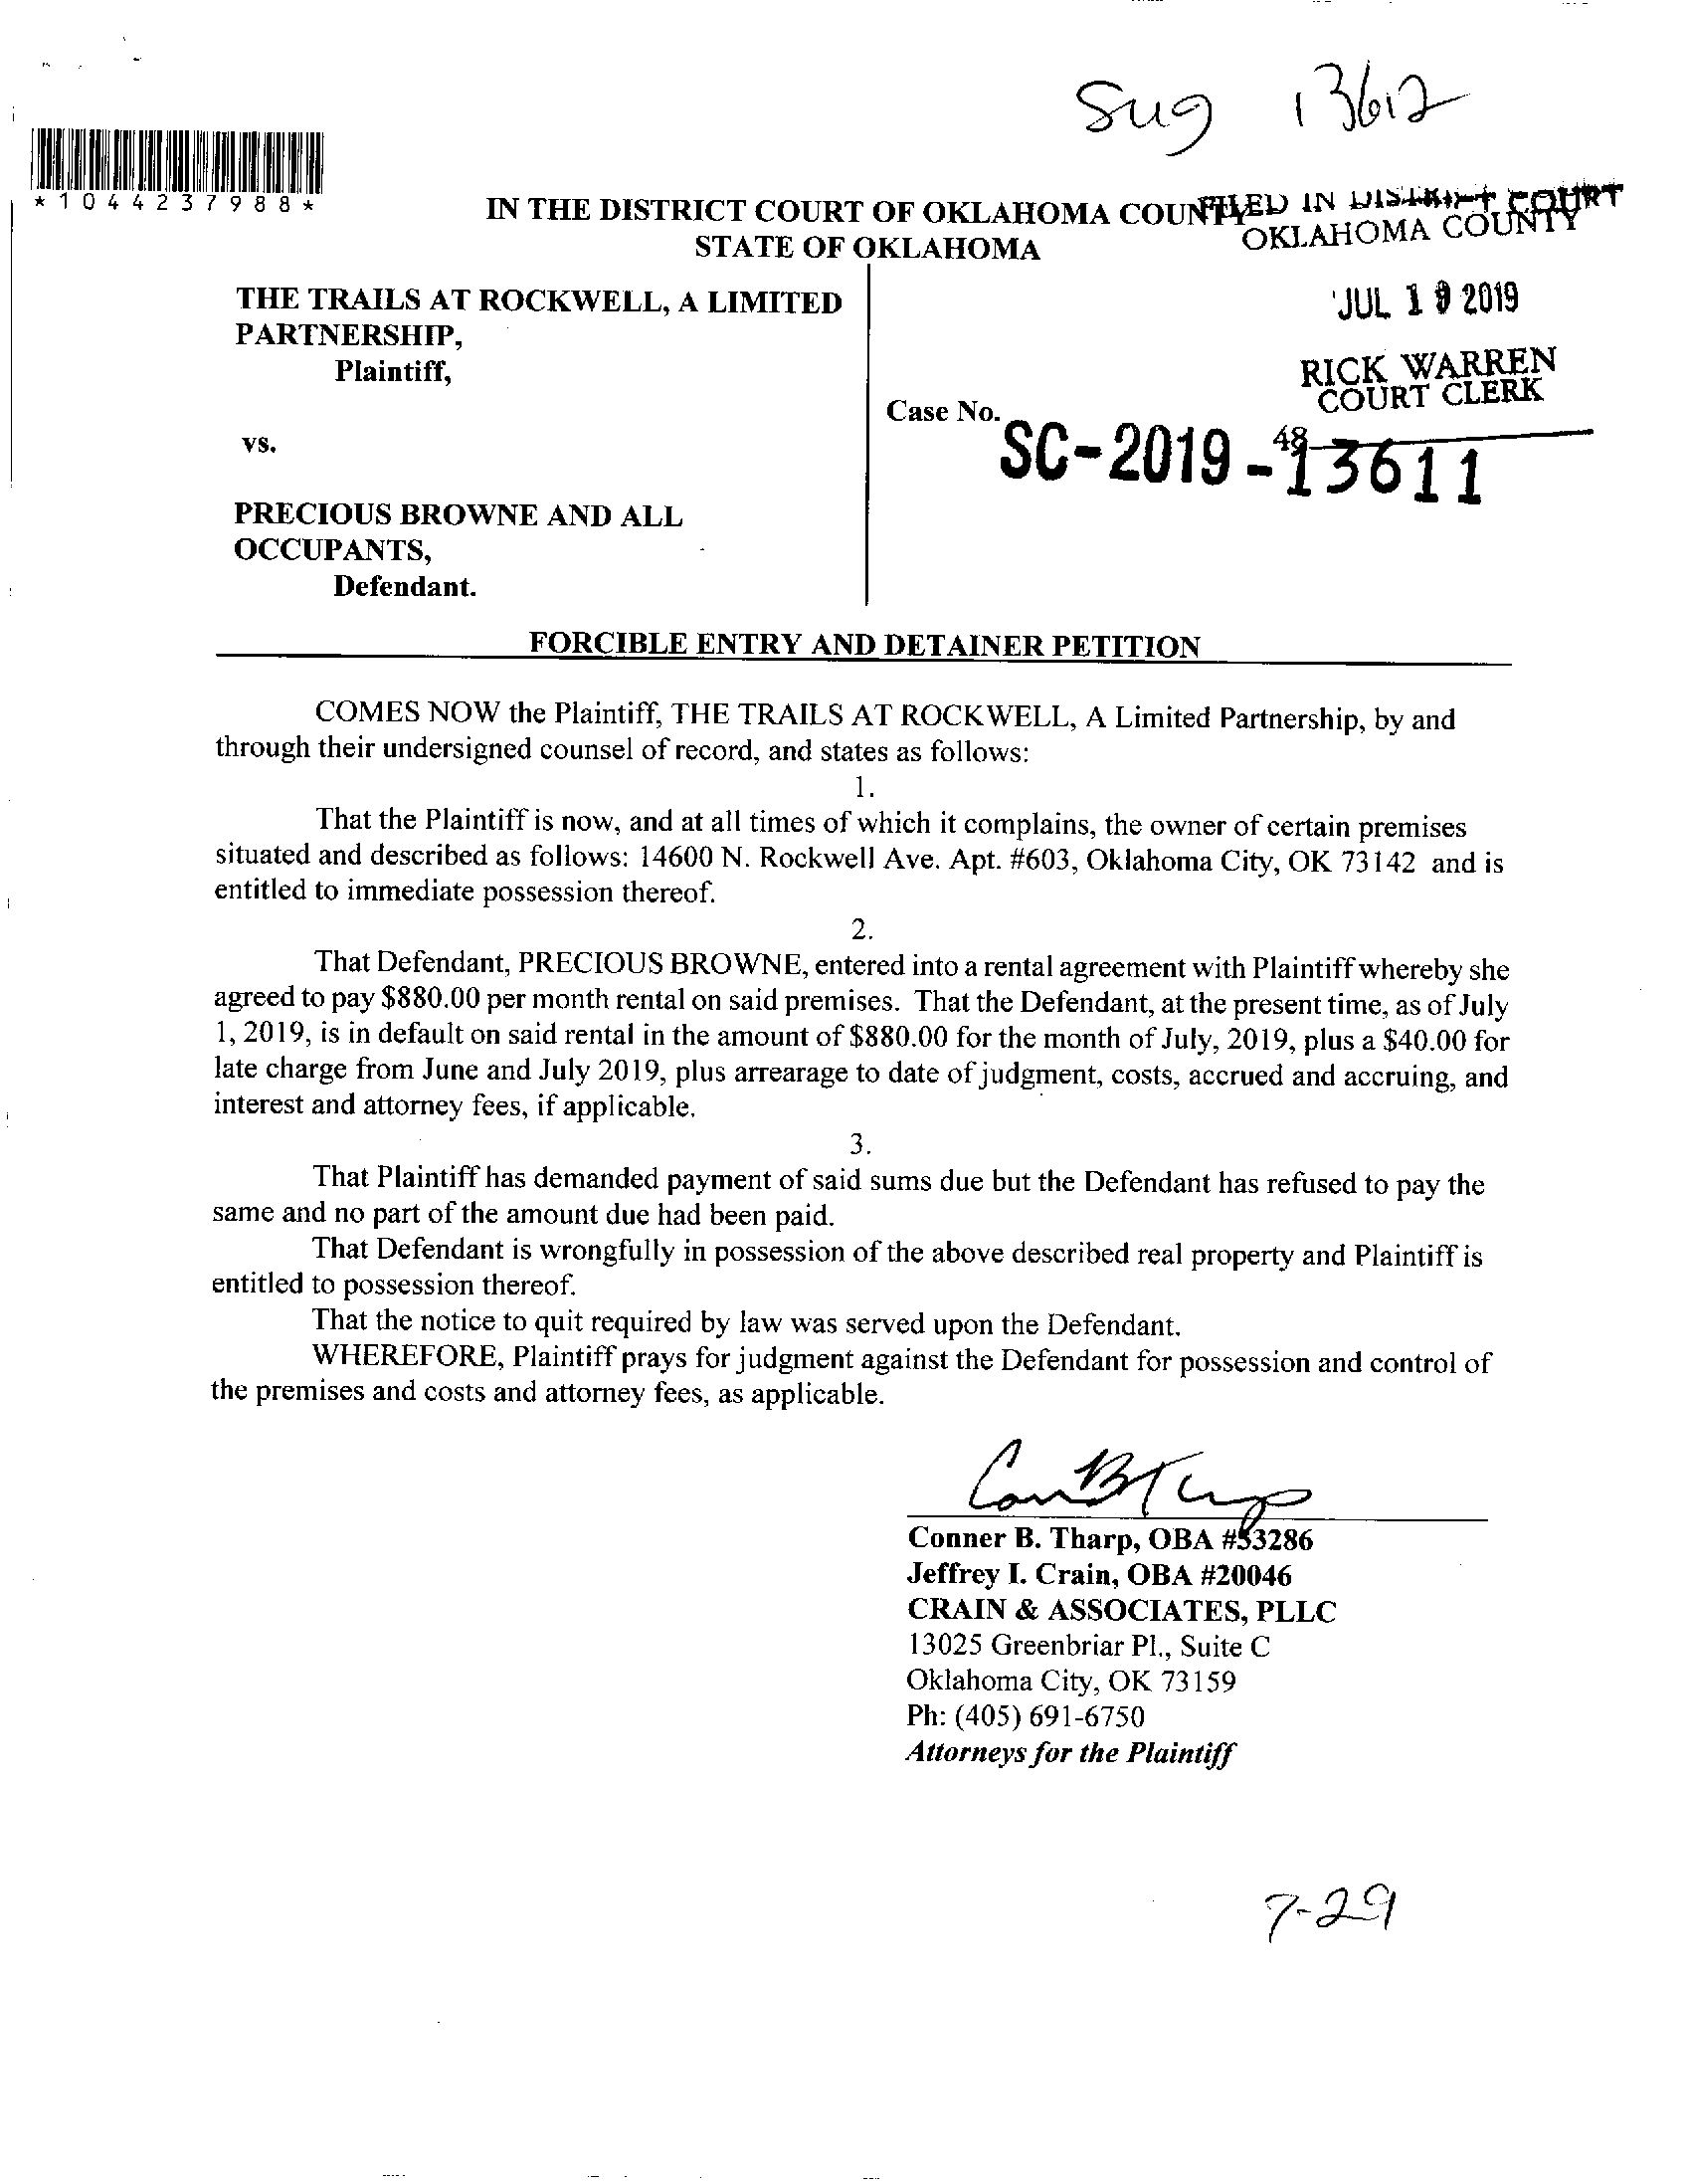 Sug 13612
*1044237988*
IN THE DISTRICT COURT OF OKLAHOMA COUNTY
STATE OF OKLAHOMA
FILED IN DISTRICT COURT
OKLAHOMA COUNTY
JUL 19 2019
RICK WARREN
COURT CLERK
48
THE TRAILS AT ROCKWELL, A LIMITED
PARTNERSHIP,
Plaintiff,
vs.
PRECIOUS BROWNE AND ALL
OCCUPANTS,
Defendant.
Case No.
SC-2019-13611
FORCIBLE ENTRY AND DETAINER PETITION
COMES NOW the Plaintiff, THE TRAILS AT ROCKWELL, A Limited Partnership, by and
through their undersigned counsel of record, and states as follows:
1.
That the Plaintiff is now, and at all times of which it complains, the owner of certain premises
situated and described as follows: 14600 N. Rockwell Ave. Apt. #603, Oklahoma City, OK 73142 and is
entitled to immediate possession thereof.
2.
That Defendant, PRECIOUS BROWNE, entered into a rental agreement with Plaintiff whereby she
agreed to pay $880.00 per month rental on said premises. That the Defendant, at the present time, as of July
1, 2019, is in default on said rental in the amount of $880.00 for the month of July, 2019, plus a $40.00 for
late charge from June and July 2019, plus arrearage to date of judgment, costs, accrued and accruing, and
interest and attorney fees, if applicable.
3.
That Plaintiff has demanded payment of said sums due but the Defendant has refused to pay the
same and no part of the amount due had been paid.
That Defendant is wrongfully in possession of the above described real property and Plaintiff is
entitled to possession thereof.
That the notice to quit required by law was served upon the Defendant.
WHEREFORE, Plaintiff prays for judgment against the Defendant for possession and control of
the premises and costs and attorney fees, as applicable.
Conner B. Tharp, OBA #33286
Jeffrey I. Crain, OBA #20046
CRAIN & ASSOCIATES, PLLC
13025 Greenbriar Pl., Suite C
Oklahoma City, OK 73159
Ph: (405) 691-6750
Attorneys for the Plaintiff
7-29